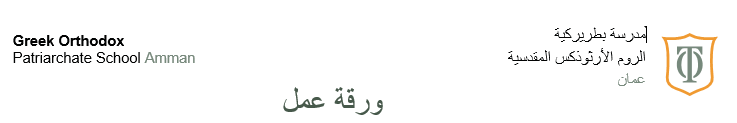 Greek Orthodox
Patriarchate School Amman
مدرسة بطريركية
الروم الأرثوذكس المقدسية
عمان
ورقة عمل